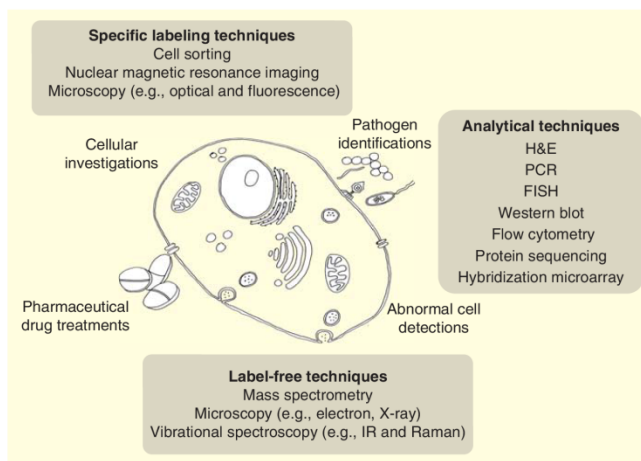 Specific labeling techniques
Cell sorting
Nuclear magnetic resonance imaging
Microscopy (e.g., optical and fluorescence)
Cellular
investigations
Pathogen
identifications
Analytical techniques
H&E
PCR
FISH
Western blot
Flow cytometry
Protein sequencing
Hybridization microarray
Pharmaceutical
drug treatments
Abnormal cell
detections
Label-free techniques
Mass spectrometry
Microscopy (e.g., electron, X-ray)
Vibrational spectroscopy (e.g., IR and Raman)